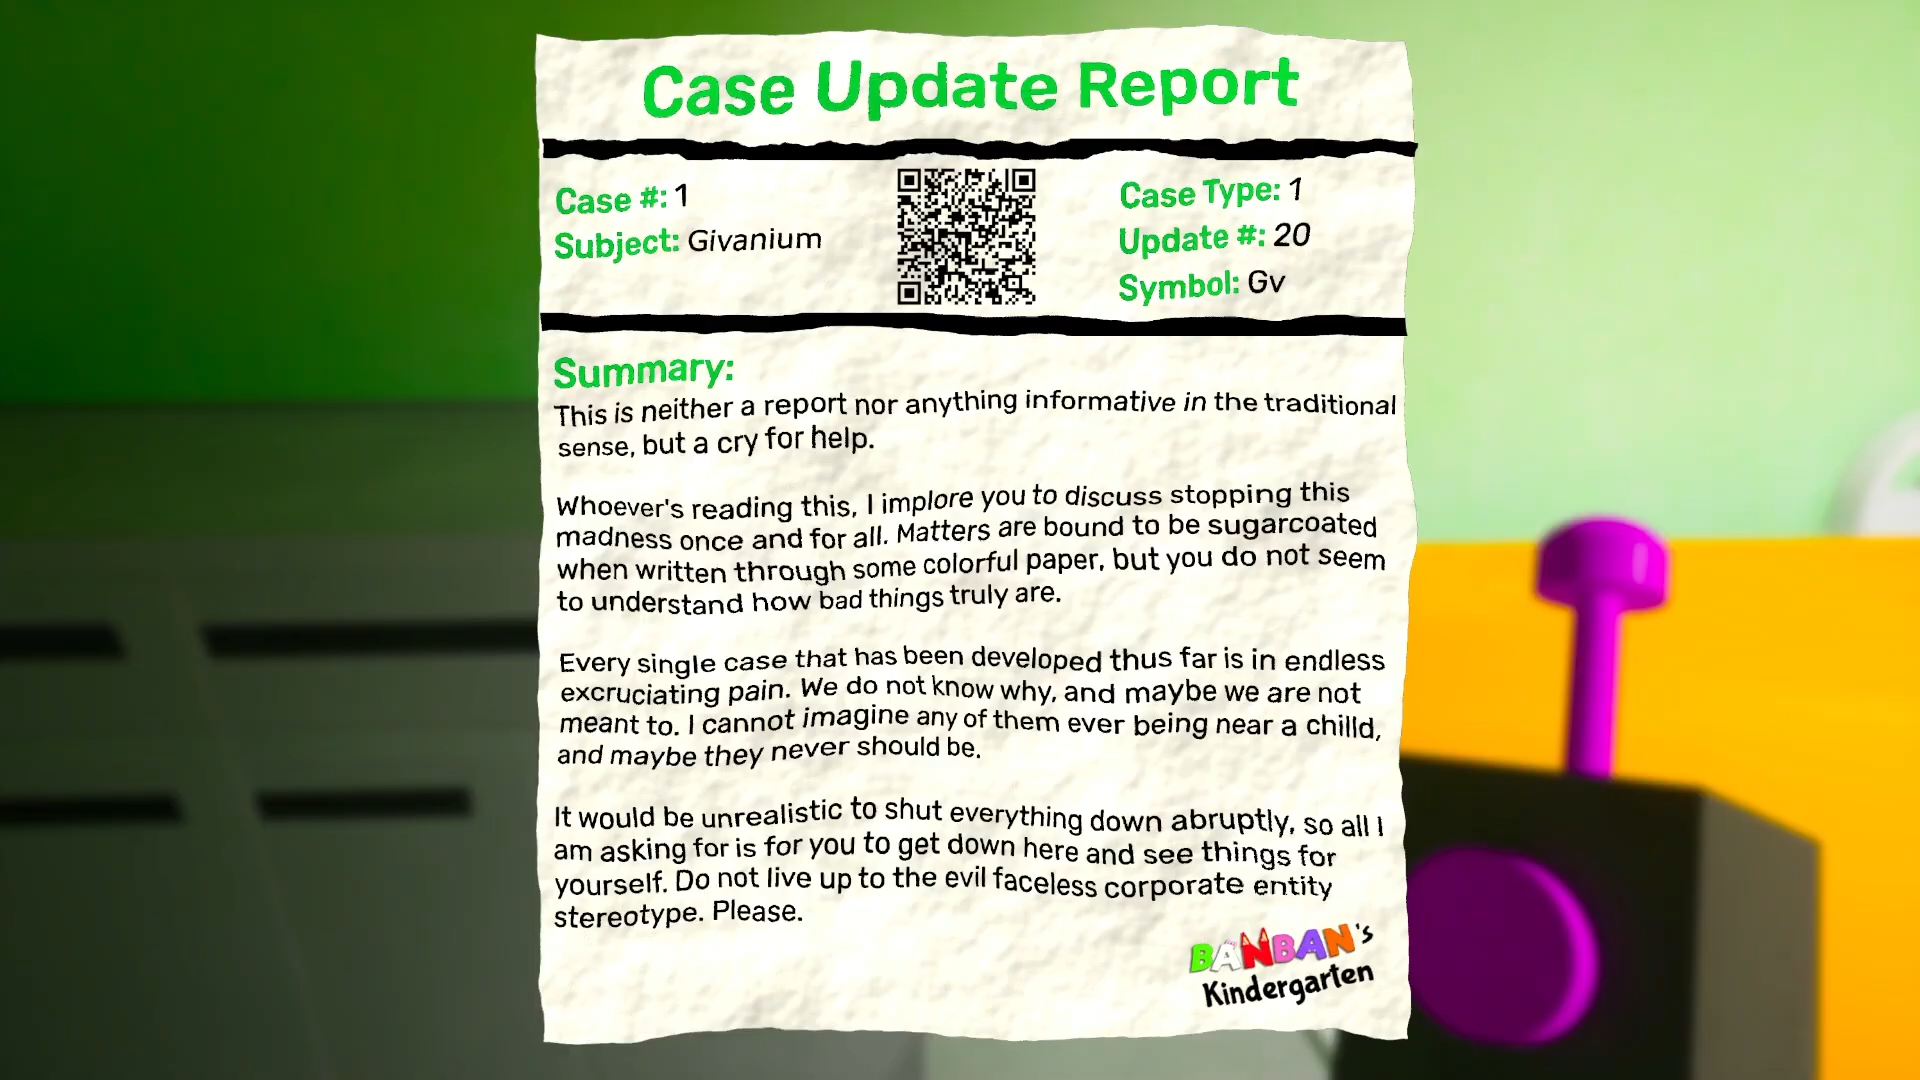 Case Update Report
Case #: 1
Subject: Givanium
Case Type: 1
Update #: 20
Symbol: Gv
Summary:
This is neither a report nor anything informative in the traditional
sense, but a cry for help.
Whoever's reading this, I implore you to discuss stopping this
madness once and for all. Matters are bound to be sugarcoated
when written through some colorful paper, but you do not seem
to understand how bad things truly are.
Every single case that has been developed thus far is in endless
excruciating pain. We do not know why, and maybe we are not
meant to. I cannot imagine any of them ever being near a chilld,
and maybe they never should be.
It would be unrealistic to shut everything down abruptly, so all I
am asking for is for you to get down here and see things for
yourself. Do not live up to the evil faceless corporate entity
stereotype. Please.
BANBAN's
Kindergarten